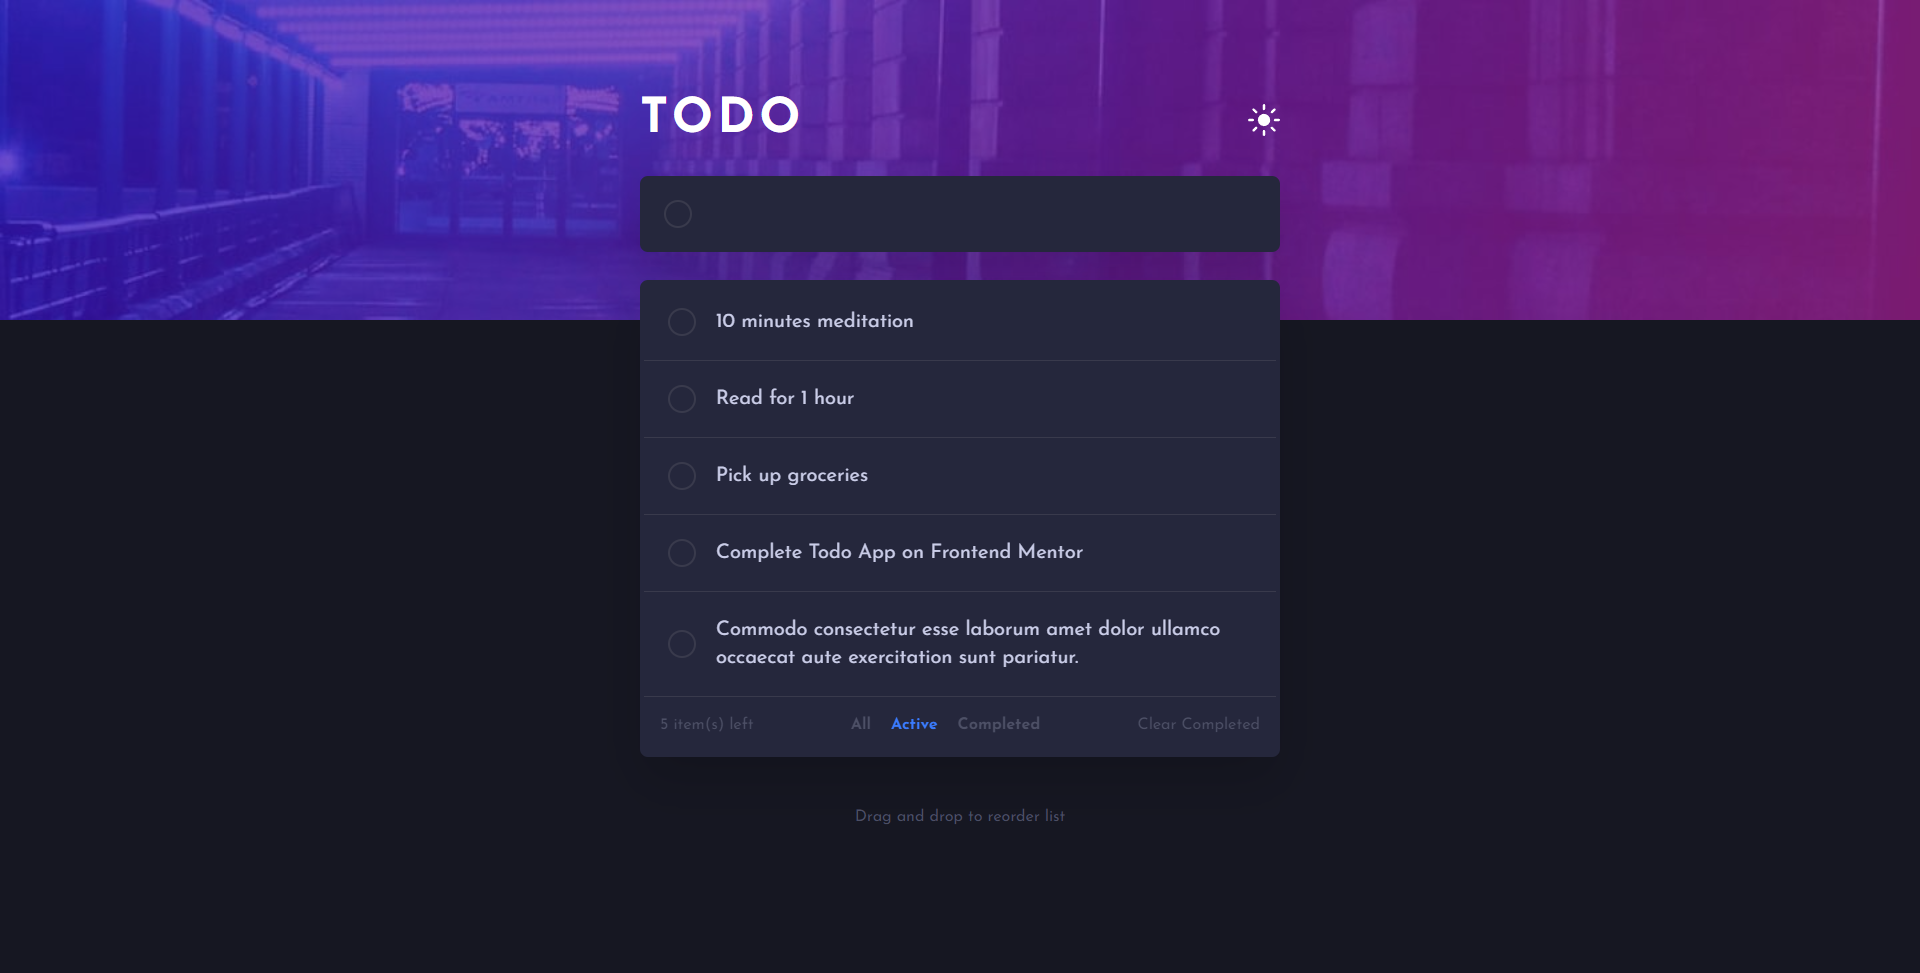 TODO
10 minutes meditation
Read for 1 hour
Pick up groceries
Complete Todo App on Frontend Mentor
Commodo consectetur esse laborum amet dolor ullamco
occaecat aute exercitation sunt pariatur.
5 item(s) left All Active Completed Clear Completed
Drag and drop to reorder list